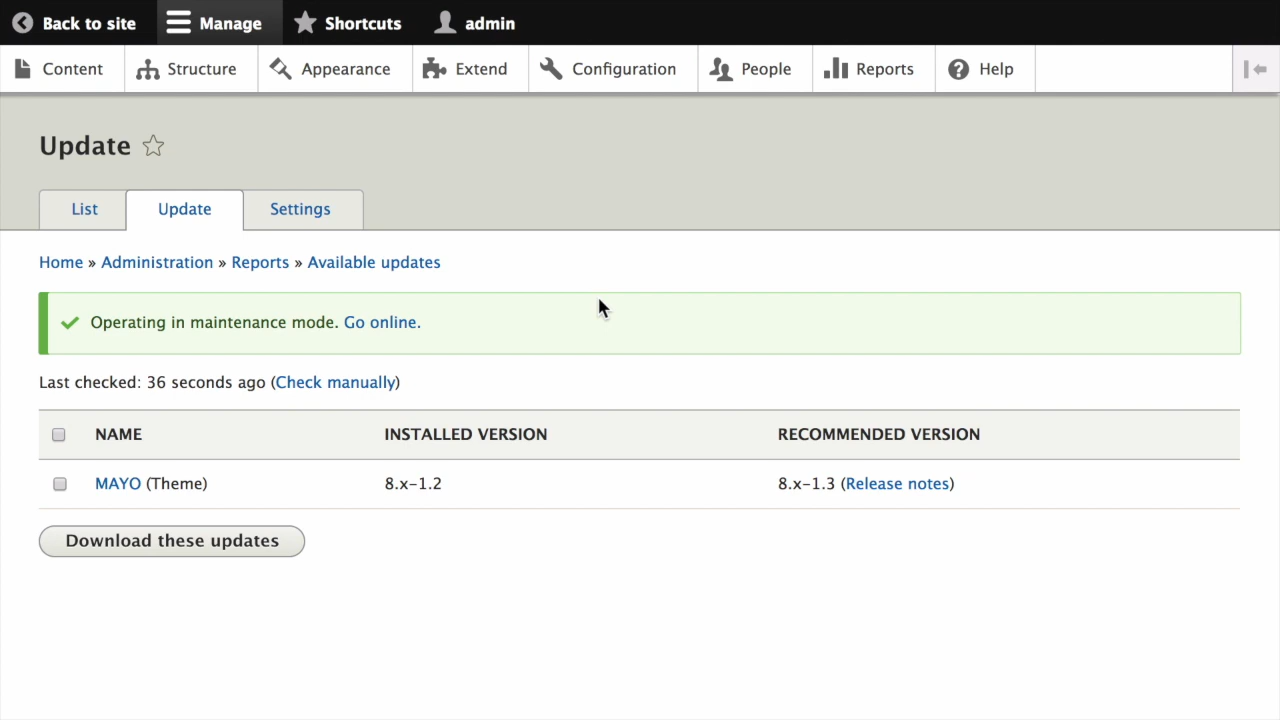 Back to site Manage Shortcuts admin
Content Structure Appearance Extend Configuration People Reports Help
Update
List Update Settings
Home » Administration » Reports » Available updates
Operating in maintenance mode. Go online.
Last checked: 36 seconds ago (Check manually)
NAME INSTALLED VERSION RECOMMENDED VERSION
MAYO (Theme) 8.x-1.2 8.x-1.3 (Release notes)
Download these updates